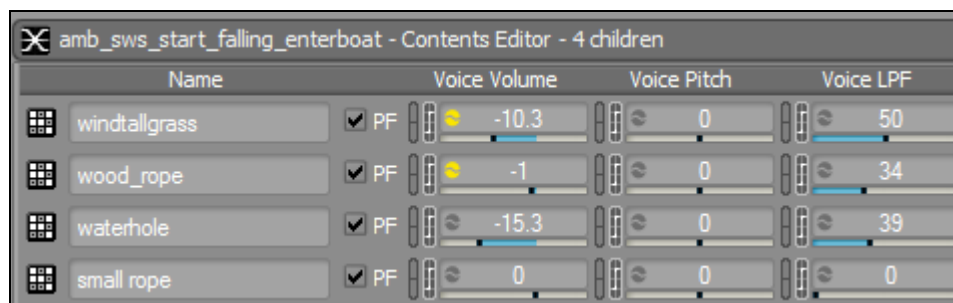 amb_sws_start_falling_enterboat - Contents Editor - 4 children
Name Voice Volume Voice Pitch Voice LPF
windtallgrass PF -10.3 0 50
wood_rope PF -1 0 34
waterhole PF -15.3 0 39
small rope PF 0 0 0